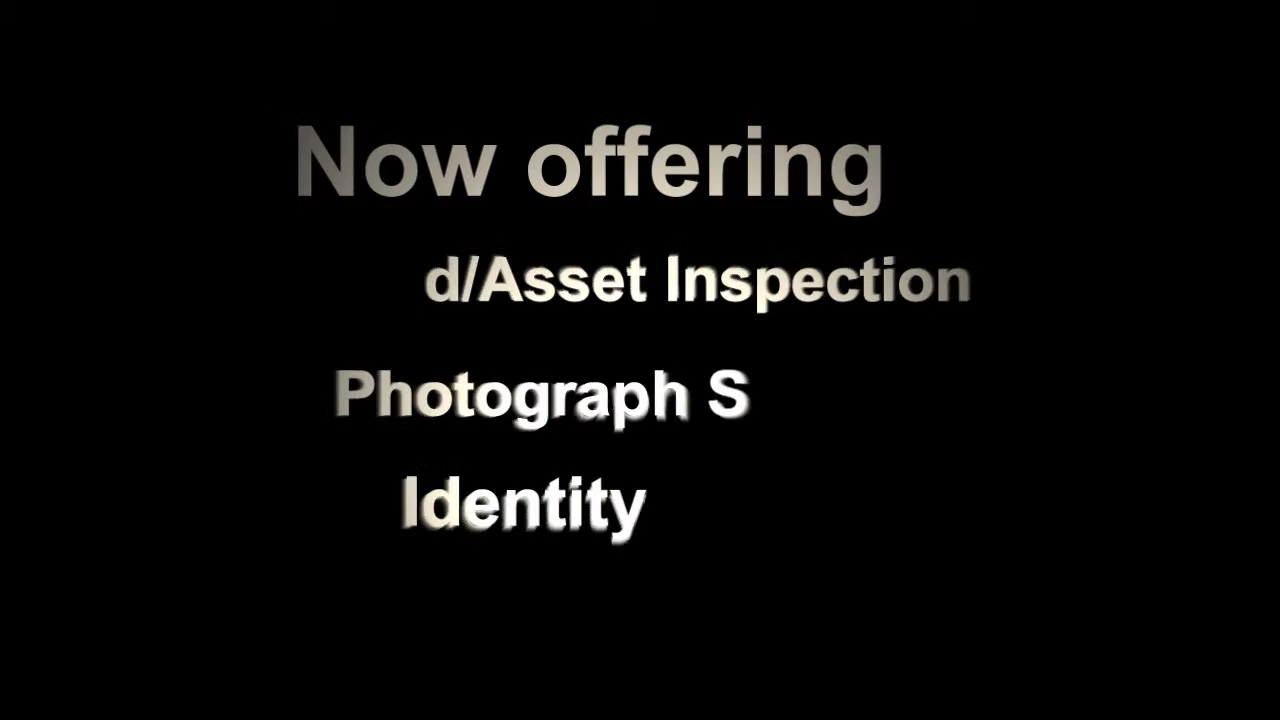 Now offering
d/Asset Inspection
Photograph S
Identity